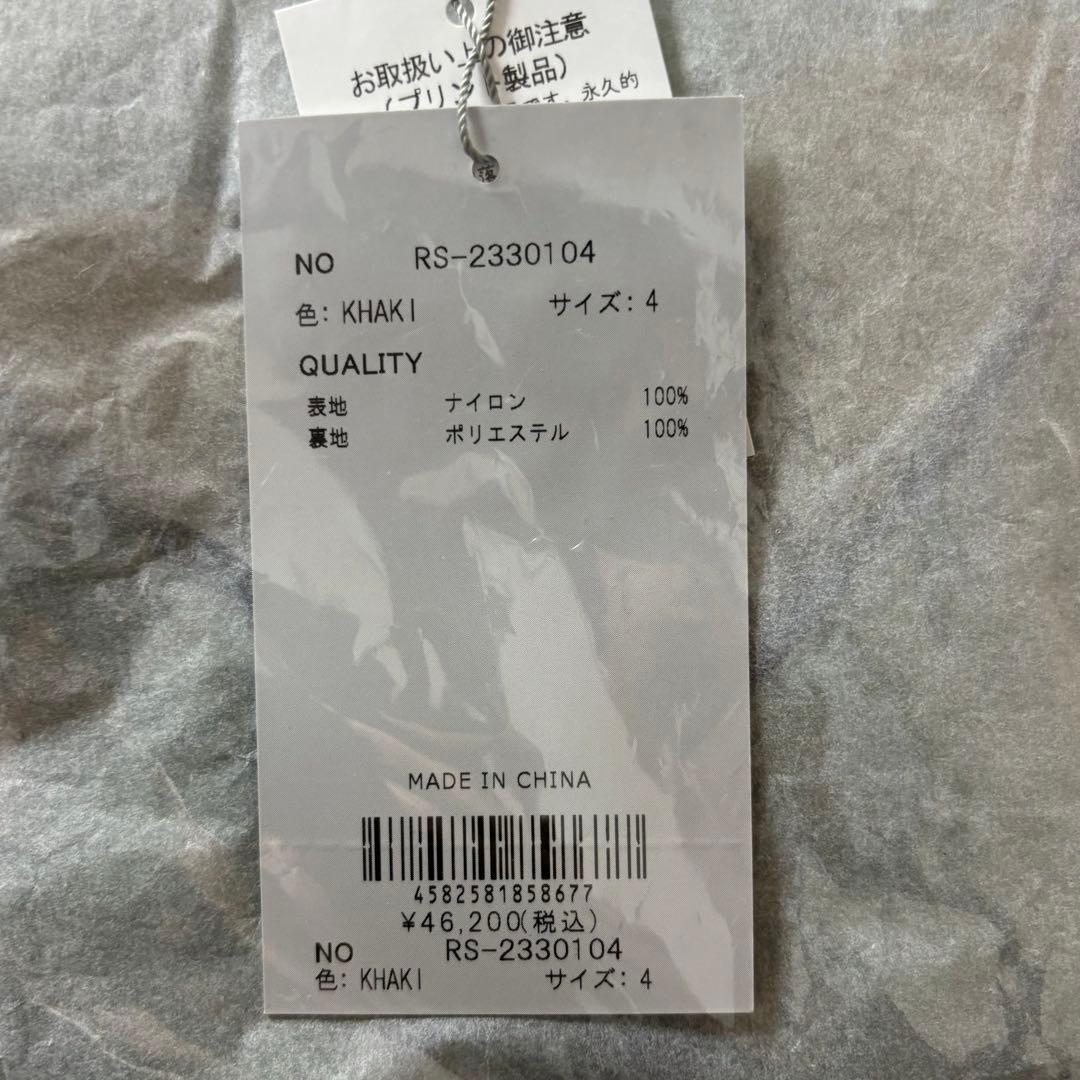 お取扱い上の御注意
(プリント製品)
です。永久的
落
NO RS-2330104
色: KHAKI サイズ: 4
QUALITY
表地 ナイロン 100%
裏地 ポリエステル 100%
MADE IN CHINA
4582581858677
¥46,200(税込)
NO RS-2330104
色: KHAKI サイズ: 4